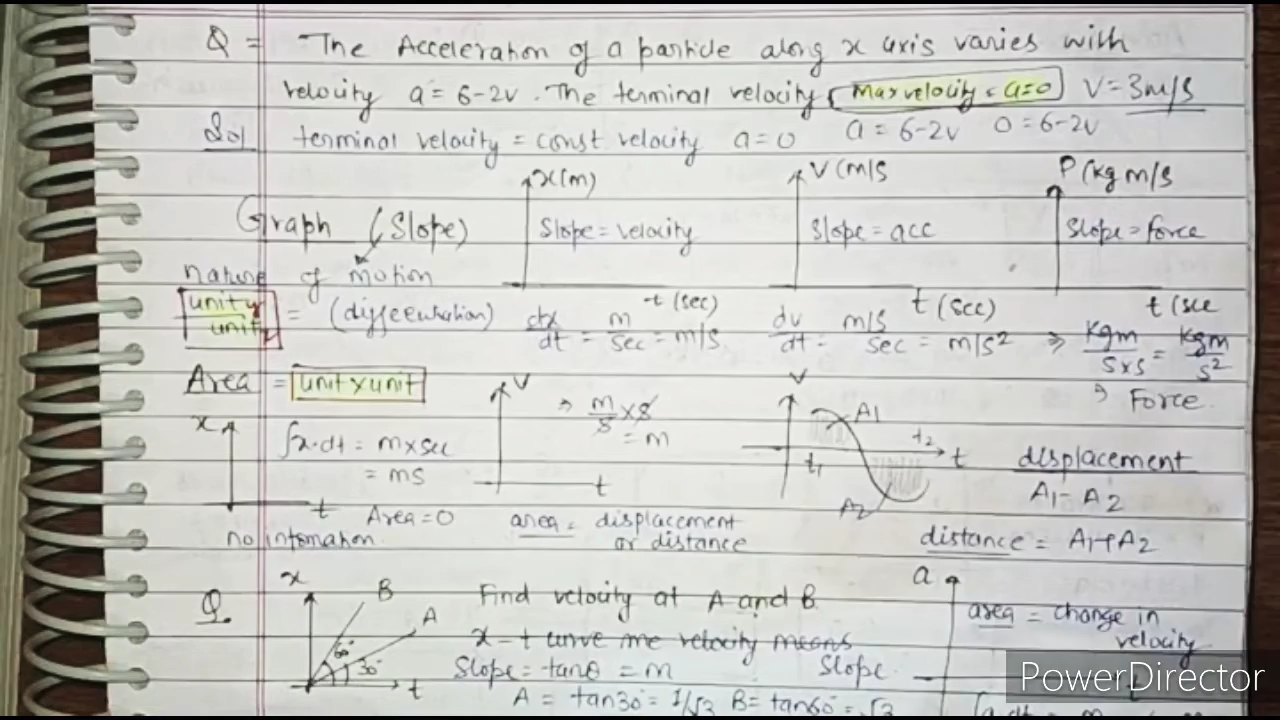 Q = The Acceleration of a particle along x axis varies with
velocity a = 6-2v. The terminal velocity, Max velocity = a=0 V = 3m/s
Sol terminal velocity = const velocity a=0 a = 6-2v 0 = 6-2v
x(m) V(m/s P(kg m/s
Graph (Slope) Slope = velocity Slope = acc Slope = force
nature of motion
t (sec) t (sec) t (sec
unit y / unit = (diffeentiation) dx/dt = m/sec = m/s. dv/dt = m/s / sec = m/s² ⇒ kgm / s×s = kgm / s²
Area = unit x unit V ⇒ m/s × s = m V ⇒ Force.
x ∫x.dt = m×sec A1
= ms t1 t2 t displacement
A1 - A2
t Area = 0 t A2
no infomation. area = displacement or distance distance = A1+A2
Q. x B A Find velocity at A and B. a area = change in velocity
60° 30° t x-t curve me velocity means Slope.
Slope = tanθ = m
A = tan30° = 1/√3 B = tan60° = √3
PowerDirector